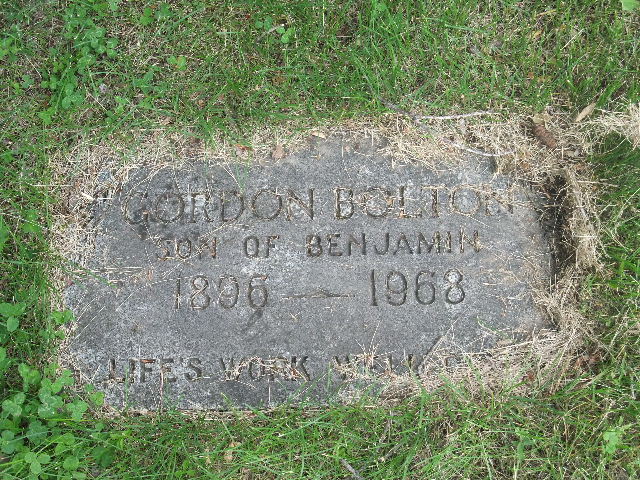 GORDON BOLTON
SON OF BENJAMIN
1896 — 1968
LIFE'S WORK WELL